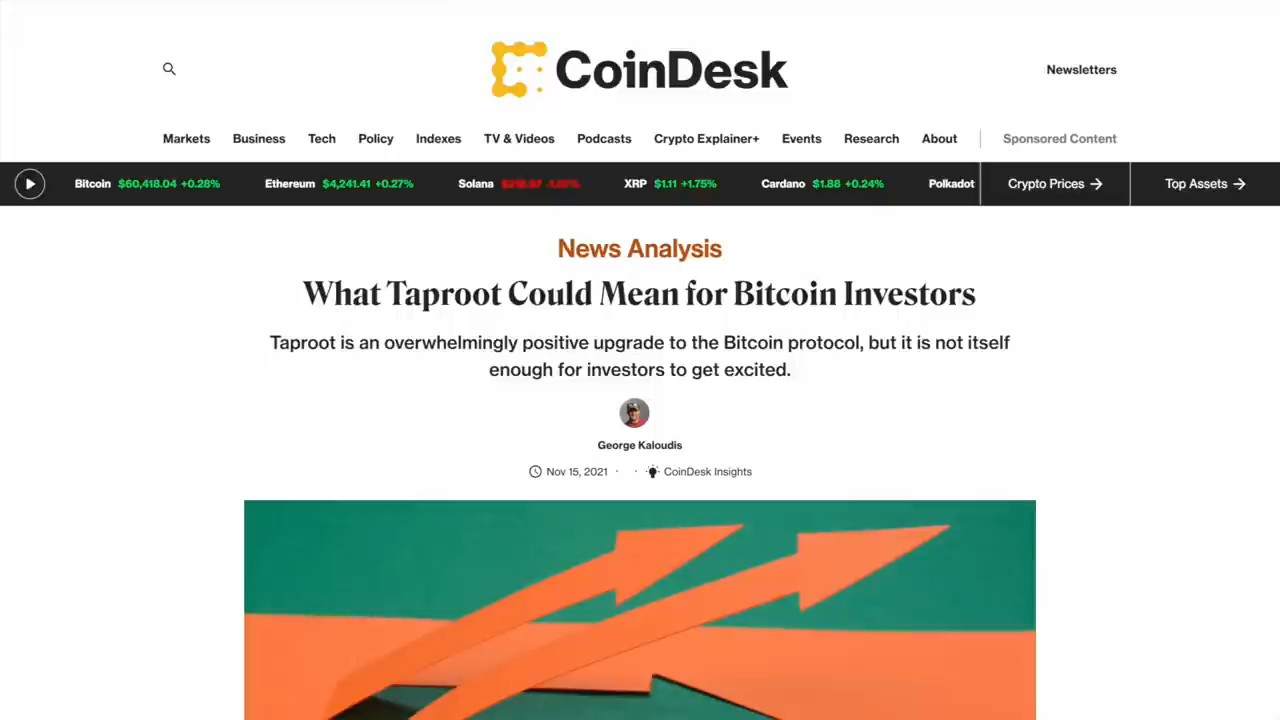 CoinDesk
Newsletters
Markets Business Tech Policy Indexes TV & Videos Podcasts Crypto Explainer+ Events Research About Sponsored Content
Bitcoin $60,418.04 +0.28% Ethereum $4,241.41 +0.27% Solana XRP $1.11 +1.75% Cardano $1.88 +0.24% Polkadot Crypto Prices → Top Assets →
News Analysis
What Taproot Could Mean for Bitcoin Investors
Taproot is an overwhelmingly positive upgrade to the Bitcoin protocol, but it is not itself
enough for investors to get excited.
George Kaloudis
Nov 15, 2021 · · CoinDesk Insights